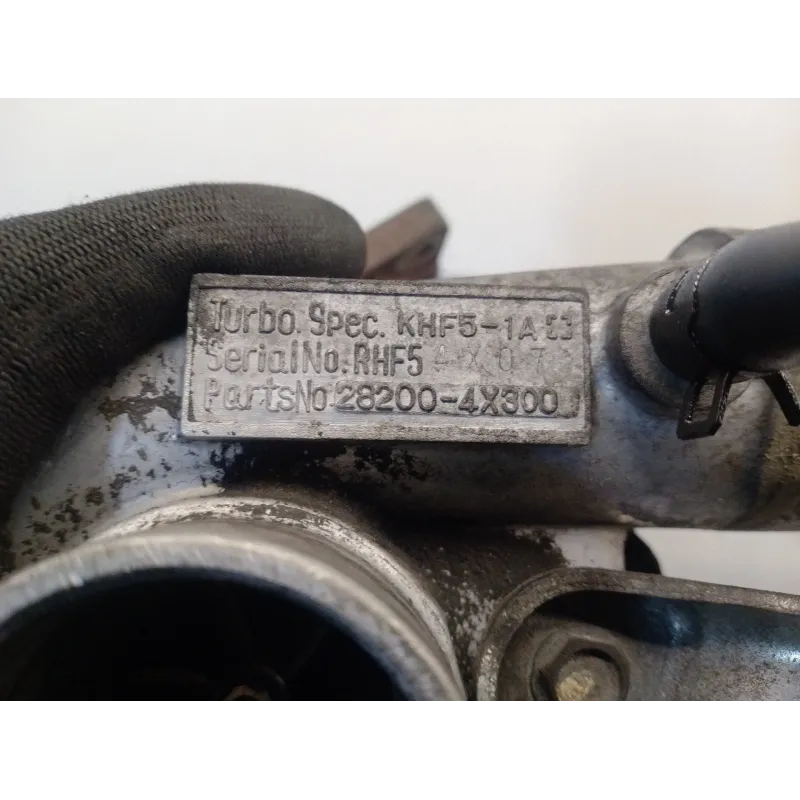 Turbo. Spec. KHF5-1A
Serial No. RHF5
Parts No 28200-4X300